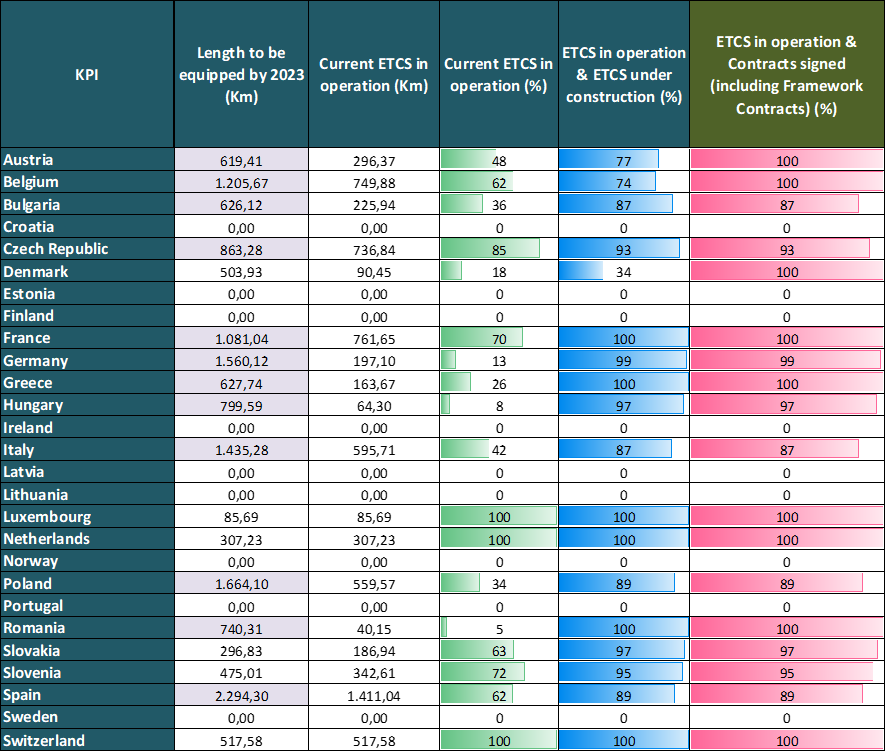 KPI
Length to be
equipped by 2023
(Km)
Current ETCS in
operation (Km)
Current ETCS in
operation (%)
ETCS in operation
& ETCS under
construction (%)
ETCS in operation &
Contracts signed
(including Framework
Contracts) (%)
Austria 619,41 296,37 48 77 100
Belgium 1.205,67 749,88 62 74 100
Bulgaria 626,12 225,94 36 87 87
Croatia 0,00 0,00 0 0 0
Czech Republic 863,28 736,84 85 93 93
Denmark 503,93 90,45 18 34 100
Estonia 0,00 0,00 0 0 0
Finland 0,00 0,00 0 0 0
France 1.081,04 761,65 70 100 100
Germany 1.560,12 197,10 13 99 99
Greece 627,74 163,67 26 100 100
Hungary 799,59 64,30 8 97 97
Ireland 0,00 0,00 0 0 0
Italy 1.435,28 595,71 42 87 87
Latvia 0,00 0,00 0 0 0
Lithuania 0,00 0,00 0 0 0
Luxembourg 85,69 85,69 100 100 100
Netherlands 307,23 307,23 100 100 100
Norway 0,00 0,00 0 0 0
Poland 1.664,10 559,57 34 89 89
Portugal 0,00 0,00 0 0 0
Romania 740,31 40,15 5 100 100
Slovakia 296,83 186,94 63 97 97
Slovenia 475,01 342,61 72 95 95
Spain 2.294,30 1.411,04 62 89 89
Sweden 0,00 0,00 0 0 0
Switzerland 517,58 517,58 100 100 100